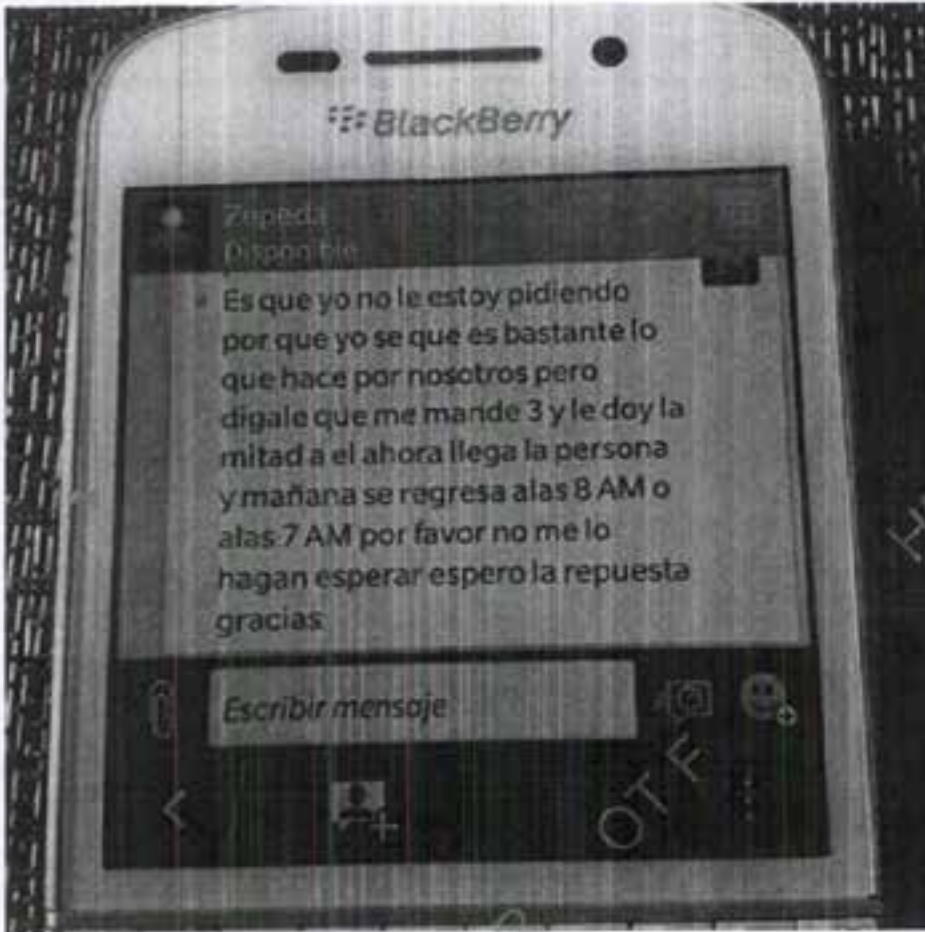 BlackBerry
Zepeda
Disponible
Es que yo no le estoy pidiendo
por que yo se que es bastante lo
que hace por nosotros pero
digale que me mande 3 y le doy la
mitad a el ahora llega la persona
y mañana se regresa alas 8 AM o
alas 7 AM por favor no me lo
hagan esperar espero la repuesta
gracias
Escribir mensaje
OTF
H